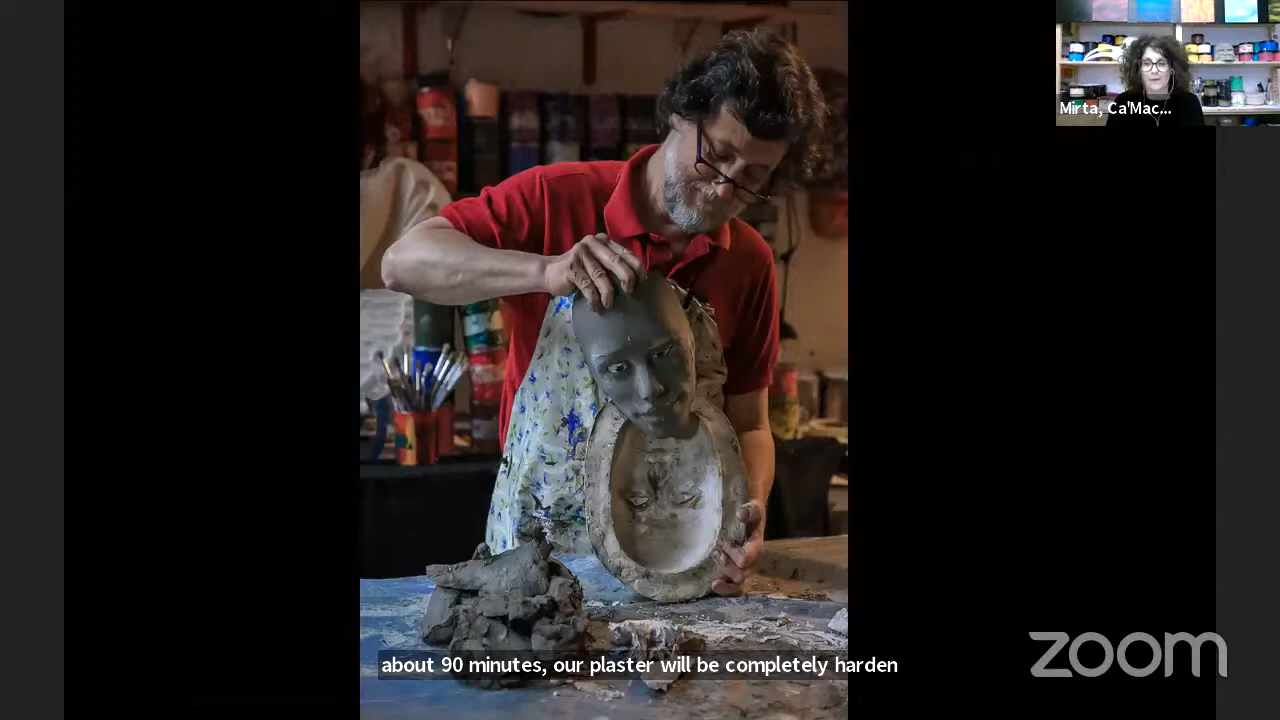 Mirta, Ca'Mac...
about 90 minutes, our plaster will be completely harden
zoom